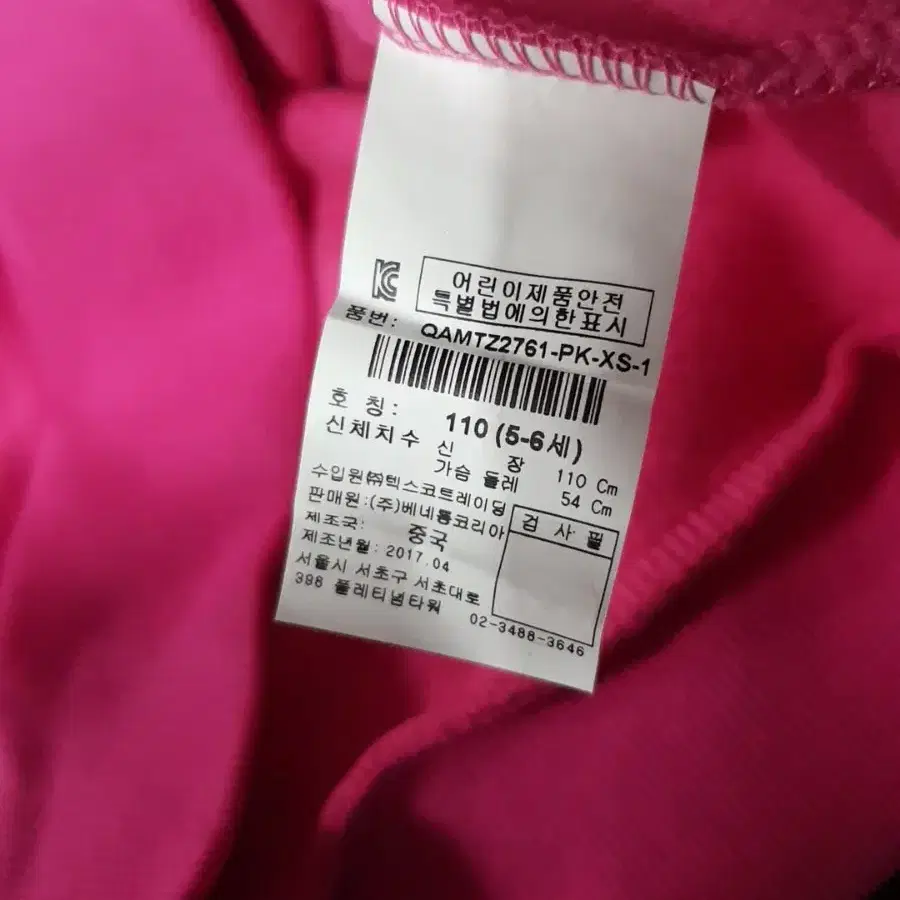 KC
어린이제품안전
특별법에의한표시
품번: QAMTZ2761-PK-XS-1
호 칭: 110 (5-6세)
신체치수 신 장 110 Cm
가슴 둘레 54 Cm
수입원㈜텍스코트레이딩
판매원:(주)베네통코리아
검 사 필
제조국: 중국
제조년월: 2017.04
서울시 서초구 서초대로
398 플레티넘타워
02-3488-3646